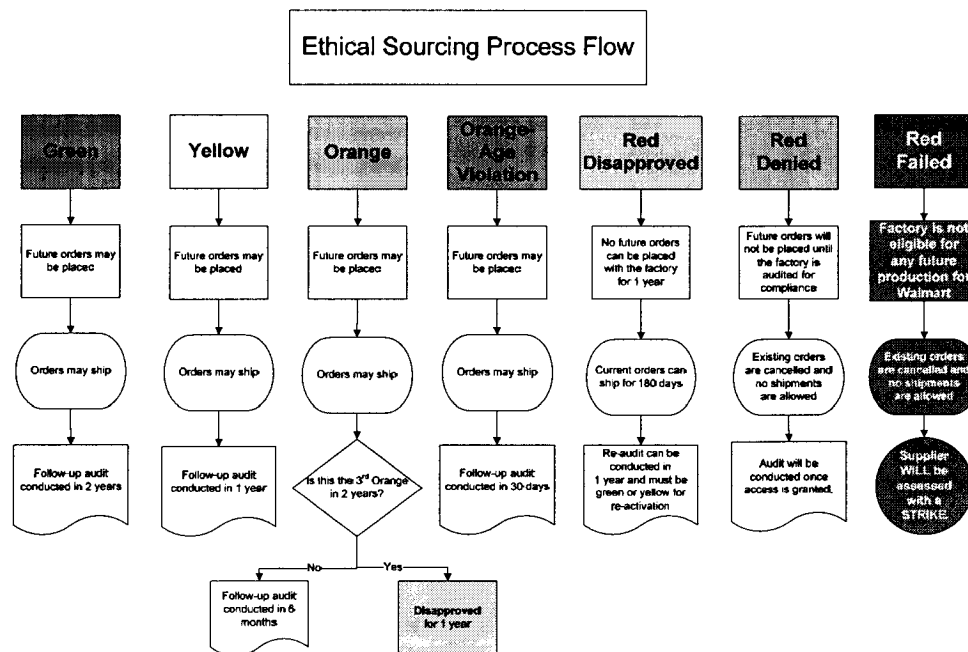 Ethical Sourcing Process Flow
Green
Yellow
Orange
Orange-
Age
Violation
Red
Disapproved
Red
Denied
Red
Failed
Future orders may
be placed
Future orders may
be placed
Future orders may
be placed
Future orders may
be placed
No future orders
can be placed
with the factory
for 1 year
Future orders will
not be placed until
the factory is
audited for
compliance
Factory is not
eligible for
any future
production for
Walmart
Orders may ship
Orders may ship
Orders may ship
Orders may ship
Current orders can
ship for 180 days
Existing orders
are cancelled and
no shipments
are allowed
Existing orders
are cancelled and
no shipments
are allowed
Follow-up audit
conducted in 2 years
Follow-up audit
conducted in 1 year
Is this the 3rd Orange
in 2 years?
Follow-up audit
conducted in 30-days
Re-audit can be
conducted in
1 year and must be
green or yellow for
re-activation
Audit will be
conducted once
access is granted.
Supplier
WILL be
assessed
with a
STRIKE
No
Yes
Follow-up audit
conducted in 6
months
Disapproved
for 1 year